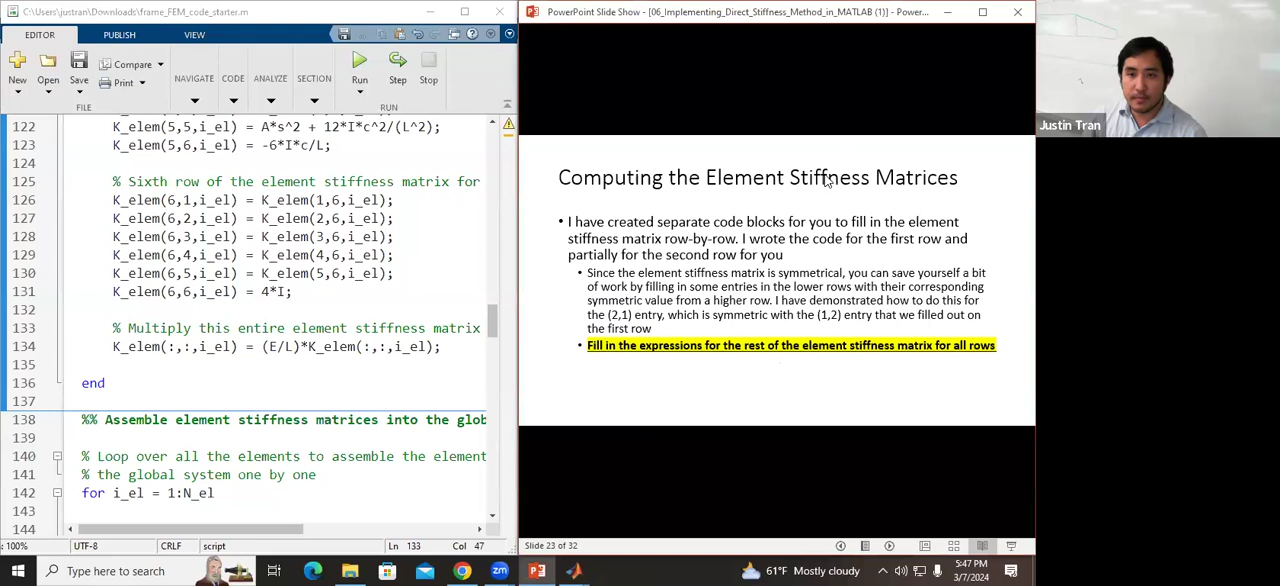 C:\Users\justran\Downloads\frame_FEM_code_starter.m
EDITOR PUBLISH VIEW
New Open Save Compare Print
NAVIGATE CODE ANALYZE SECTION
Run Step Stop
FILE RUN
122 K_elem(5,5,i_el) = A*s^2 + 12*I*c^2/(L^2);
123 K_elem(5,6,i_el) = -6*I*c/L;
124
125 % Sixth row of the element stiffness matrix for
126 K_elem(6,1,i_el) = K_elem(1,6,i_el);
127 K_elem(6,2,i_el) = K_elem(2,6,i_el);
128 K_elem(6,3,i_el) = K_elem(3,6,i_el);
129 K_elem(6,4,i_el) = K_elem(4,6,i_el);
130 K_elem(6,5,i_el) = K_elem(5,6,i_el);
131 K_elem(6,6,i_el) = 4*I;
132
133 % Multiply this entire element stiffness matrix
134 K_elem(:,:,i_el) = (E/L)*K_elem(:,:,i_el);
135
136 end
137
138 %% Assemble element stiffness matrices into the glob
139
140 % Loop over all the elements to assemble the element
141 % the global system one by one
142 for i_el = 1:N_el
143
144
: 100% UTF-8 CRLF script Ln 133 Col 47
PowerPoint Slide Show - [06_Implementing_Direct_Stiffness_Method_in_MATLAB (1)] - Power...
Computing the Element Stiffness Matrices
• I have created separate code blocks for you to fill in the element
stiffness matrix row-by-row. I wrote the code for the first row and
partially for the second row for you
• Since the element stiffness matrix is symmetrical, you can save yourself a bit
of work by filling in some entries in the lower rows with their corresponding
symmetric value from a higher row. I have demonstrated how to do this for
the (2,1) entry, which is symmetric with the (1,2) entry that we filled out on
the first row
• Fill in the expressions for the rest of the element stiffness matrix for all rows
Slide 23 of 32
Justin Tran
Type here to search
zm
61°F Mostly cloudy
5:47 PM
3/7/2024